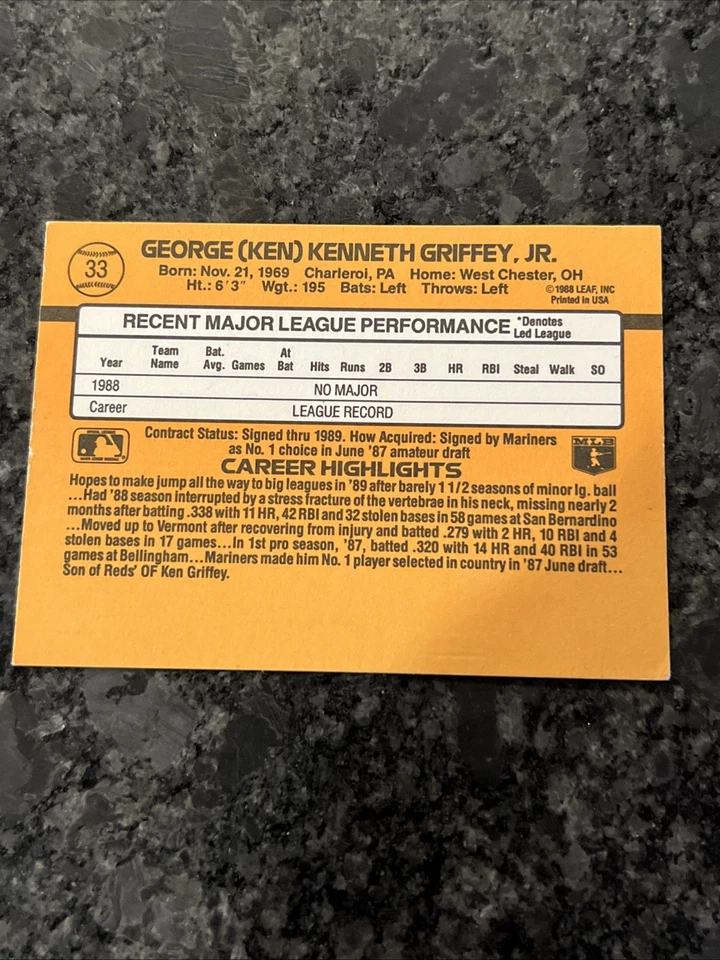 33
GEORGE (KEN) KENNETH GRIFFEY, JR.
Born: Nov. 21, 1969 Charleroi, PA Home: West Chester, OH
Ht.: 6'3" Wgt.: 195 Bats: Left Throws: Left
©1988 LEAF, INC
Printed in USA
RECENT MAJOR LEAGUE PERFORMANCE *Denotes Led League
Year Team Name Bat. Avg. Games At Bat Hits Runs 2B 3B HR RBI Steal Walk SO
1988 NO MAJOR
Career LEAGUE RECORD
Contract Status: Signed thru 1989. How Acquired: Signed by Mariners
as No. 1 choice in June '87 amateur draft
MLB
CAREER HIGHLIGHTS
Hopes to make jump all the way to big leagues in '89 after barely 1 1/2 seasons of minor lg. ball
...Had '88 season interrupted by a stress fracture of the vertebrae in his neck, missing nearly 2
months after batting .338 with 11 HR, 42 RBI and 32 stolen bases in 58 games at San Bernardino
...Moved up to Vermont after recovering from injury and batted .279 with 2 HR, 10 RBI and 4
stolen bases in 17 games...In 1st pro season, '87, batted .320 with 14 HR and 40 RBI in 53
games at Bellingham...Mariners made him No. 1 player selected in country in '87 June draft...
Son of Reds' OF Ken Griffey.